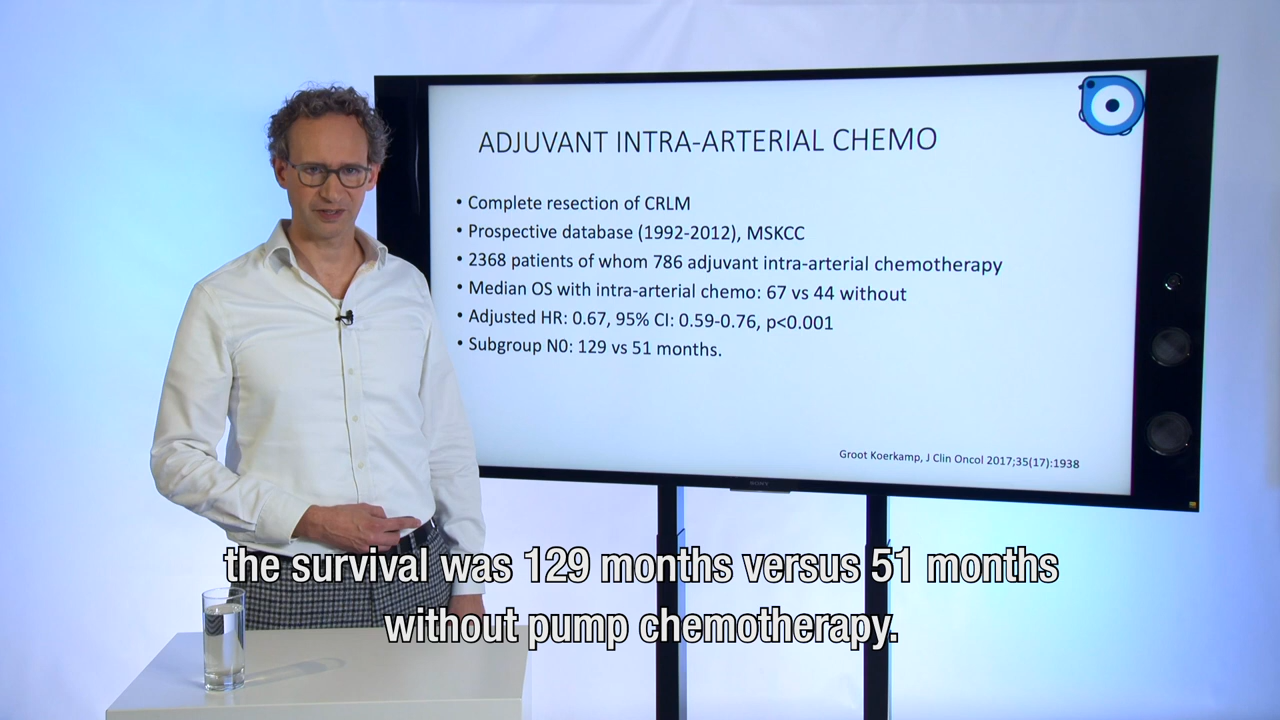 ADJUVANT INTRA-ARTERIAL CHEMO
• Complete resection of CRLM
• Prospective database (1992-2012), MSKCC
• 2368 patients of whom 786 adjuvant intra-arterial chemotherapy
• Median OS with intra-arterial chemo: 67 vs 44 without
• Adjusted HR: 0.67, 95% CI: 0.59-0.76, p<0.001
• Subgroup N0: 129 vs 51 months.
Groot Koerkamp, J Clin Oncol 2017;35(17):1938
SONY
the survival was 129 months versus 51 months
without pump chemotherapy.